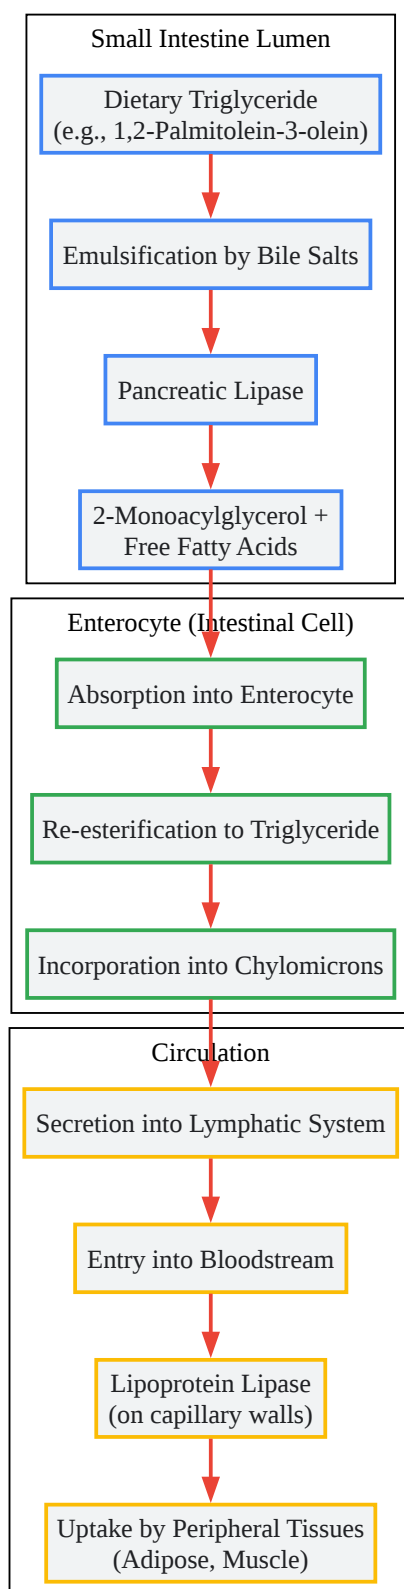 Small Intestine Lumen
Dietary Triglyceride
(e.g., 1,2-Palmitolein-3-olein)
Emulsification by Bile Salts
Pancreatic Lipase
2-Monoacylglycerol +
Free Fatty Acids
Enterocyte (Intestinal Cell)
Absorption into Enterocyte
Re-esterification to Triglyceride
Incorporation into Chylomicrons
Circulation
Secretion into Lymphatic System
Entry into Bloodstream
Lipoprotein Lipase
(on capillary walls)
Uptake by Peripheral Tissues
(Adipose, Muscle)